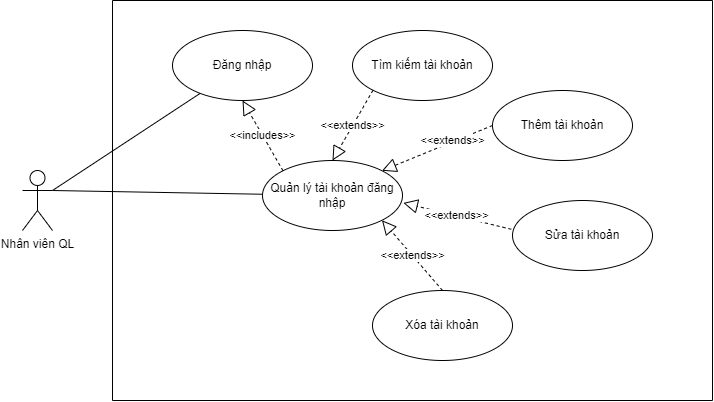 Đăng nhập
Tìm kiếm tài khoản
<<extends>>
Thêm tài khoản
<<includes>>
<<extends>>
Quản lý tài khoản đăng
nhập
<<extends>>
Sửa tài khoản
Nhân viên QL
<<extends>>
Xóa tài khoản